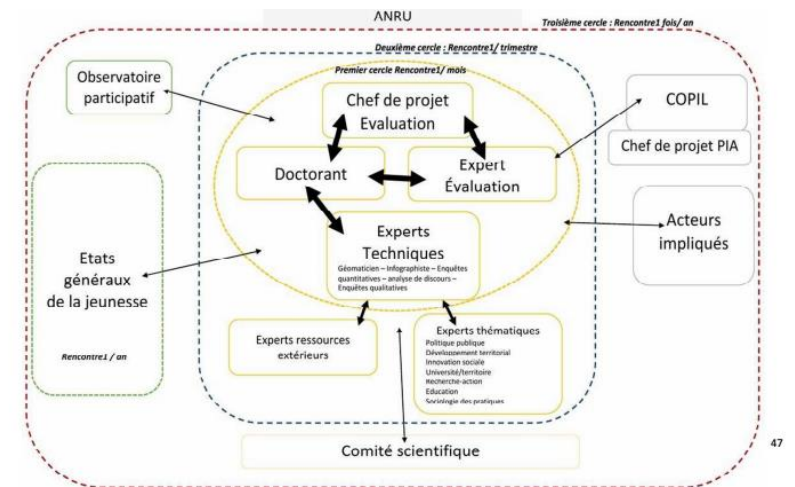 ANRU
Troisième cercle : Rencontre1 fois/ an
Deuxième cercle : Rencontre1/ trimestre
Premier cercle Rencontre1/ mois
Observatoire
participatif
Chef de projet
Evaluation
COPIL
Chef de projet PIA
Doctorant
Expert
Évaluation
Acteurs
impliqués
Experts
Techniques
Géomaticien – Infographiste – Enquêtes
quantitatives – analyse de discours –
Enquêtes qualitatives
Etats
généraux
de la jeunesse
Rencontre1 / an
Experts ressources
extérieurs
Experts thématiques
Politique publique
Développement territorial
Innovation sociale
Université/territoire
Recherche-action
Education
Sociologie des pratiques
Comité scientifique
47